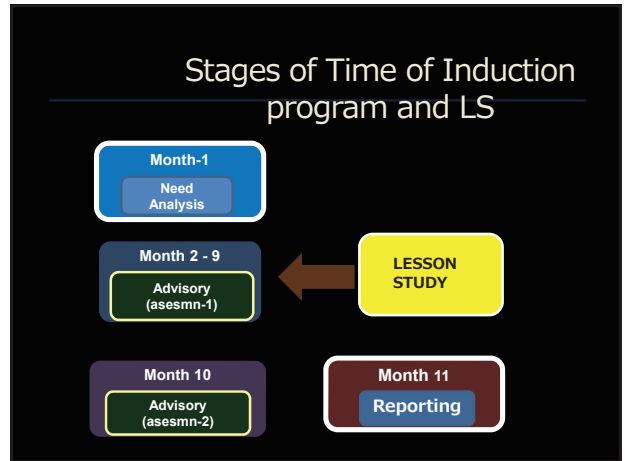 Stages of Time of Induction
program and LS
Month-1
Need
Analysis
Month 2 - 9
Advisory
(asesmn-1)
LESSON
STUDY
Month 10
Advisory
(asesmn-2)
Month 11
Reporting